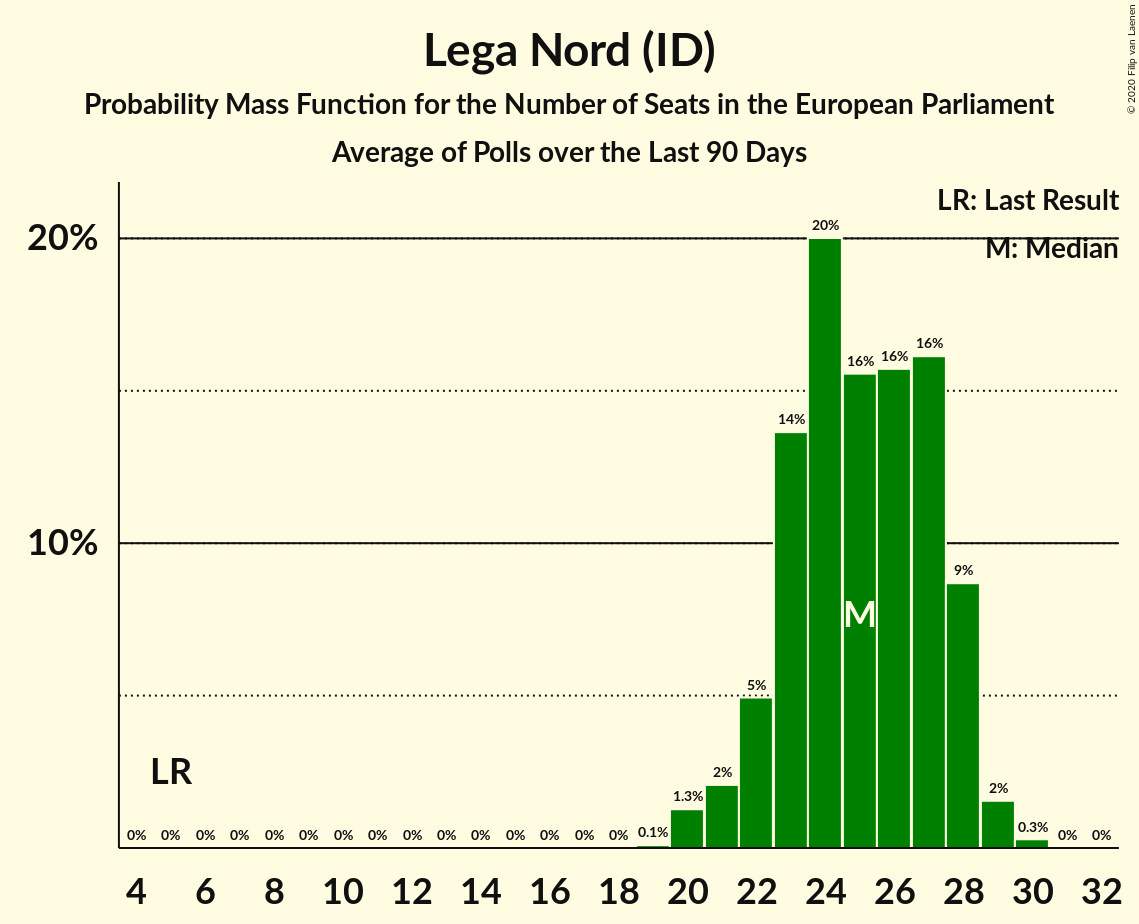 Lega Nord (ID)
Probability Mass Function for the Number of Seats in the European Parliament
Average of Polls over the Last 90 Days
© 2020 Filip van Laenen
LR: Last Result
M: Median
20%
10%
20%
16% 16% 16%
14%
9%
M
5%
LR
2% 2%
1.3%
0% 0% 0% 0% 0% 0% 0% 0% 0% 0% 0% 0% 0% 0% 0% 0.1% 0.3% 0% 0%
4 6 8 10 12 14 16 18 20 22 24 26 28 30 32